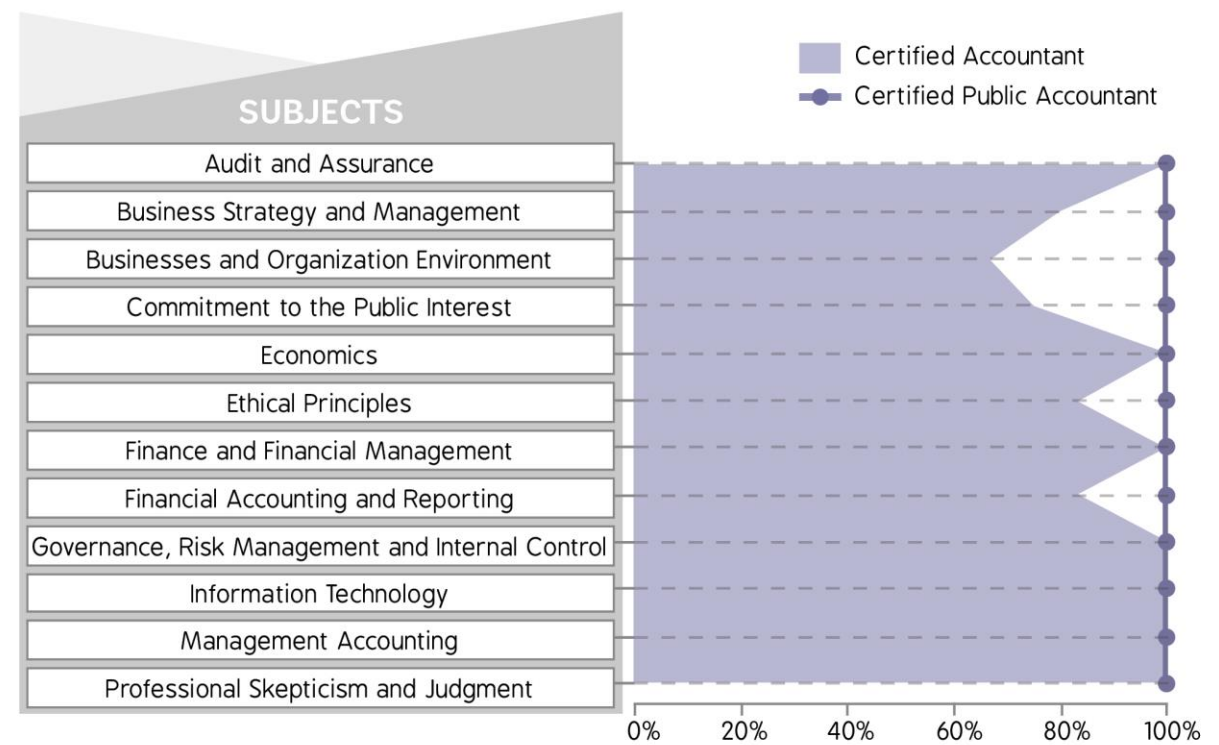 SUBJECTS
Certified Accountant
Certified Public Accountant
Audit and Assurance
Business Strategy and Management
Businesses and Organization Environment
Commitment to the Public Interest
Economics
Ethical Principles
Finance and Financial Management
Financial Accounting and Reporting
Governance, Risk Management and Internal Control
Information Technology
Management Accounting
Professional Skepticism and Judgment
0% 20% 40% 60% 80% 100%